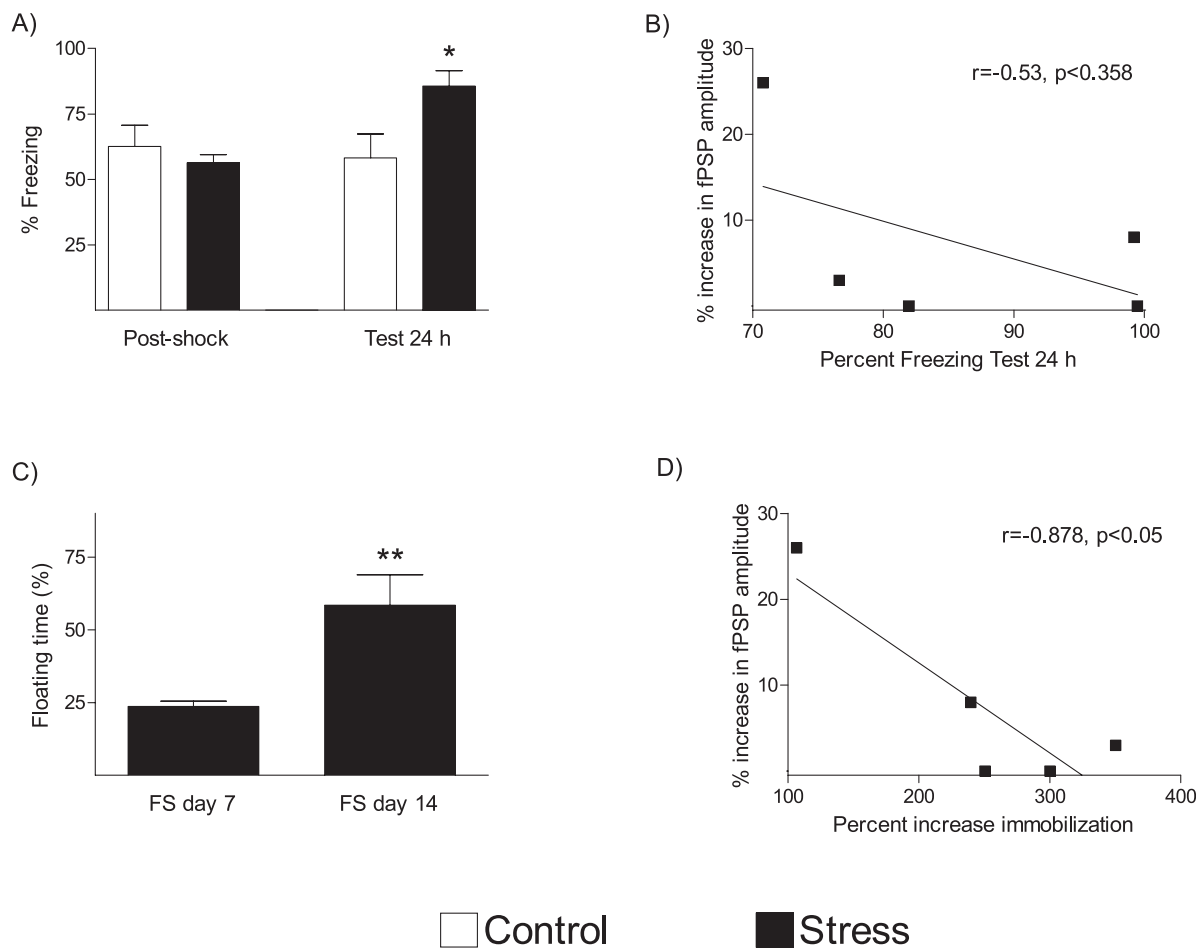 A)
100
75
50
25
% Freezing
*
Post-shock
Test 24 h
B)
30
20
10
% increase in fPSP amplitude
r=-0.53, p<0.358
70
80
90
100
Percent Freezing Test 24 h
C)
75
50
25
Floating time (%)
**
FS day 7
FS day 14
D)
30
20
10
% increase in fPSP amplitude
r=-0.878, p<0.05
100
200
300
400
Percent increase immobilization
Control
Stress